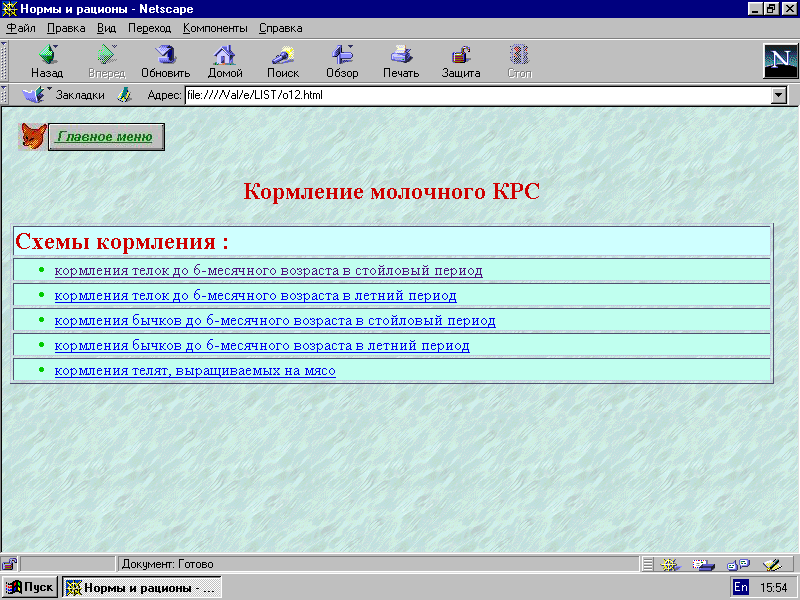 Нормы и рационы - Netscape
Файл Правка Вид Переход Компоненты Справка
Назад Вперед Обновить Домой Поиск Обзор Печать Защита Стоп
N
Закладки Адрес: file:////Val/e/LIST/o12.html
Главное меню
Кормление молочного КРС
Схемы кормления :
кормления телок до 6-месячного возраста в стойловый период
кормления телок до 6-месячного возраста в летний период
кормления бычков до 6-месячного возраста в стойловый период
кормления бычков до 6-месячного возраста в летний период
кормления телят, выращиваемых на мясо
Документ: Готово
Пуск Нормы и рационы - ... En 15:54